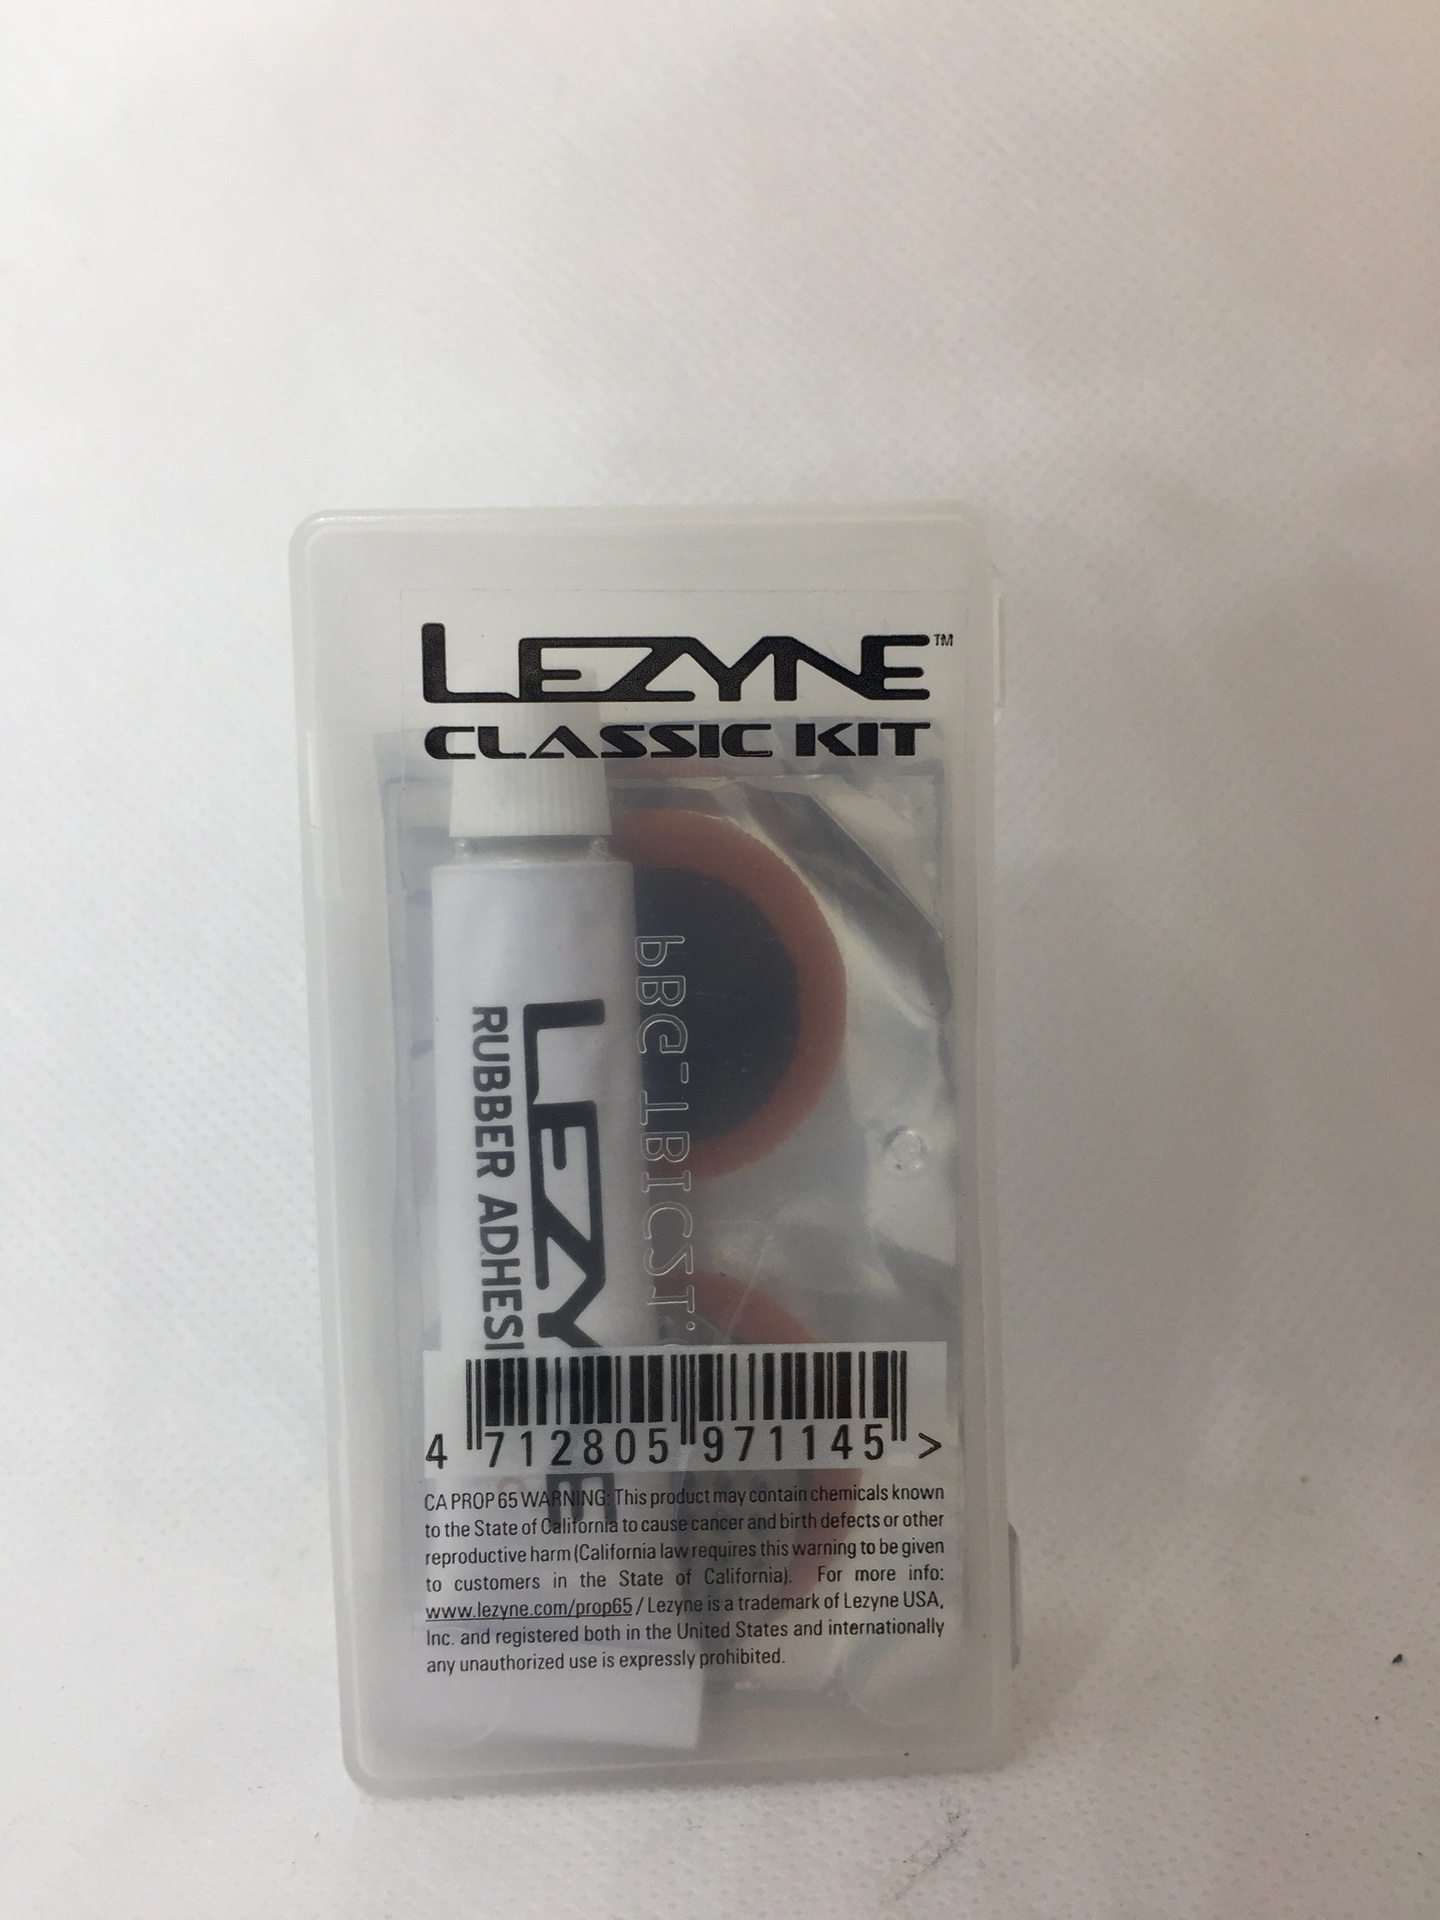 LEZYNE™
CLASSIC KIT
LEZYNE
RUBBER ADHESI
4 712805 971145 >
CA PROP 65 WARNING: This product may contain chemicals known
to the State of California to cause cancer and birth defects or other
reproductive harm (California law requires this warning to be given
to customers in the State of California). For more info:
www.lezyne.com/prop65 / Lezyne is a trademark of Lezyne USA,
Inc. and registered both in the United States and internationally
any unauthorized use is expressly prohibited.